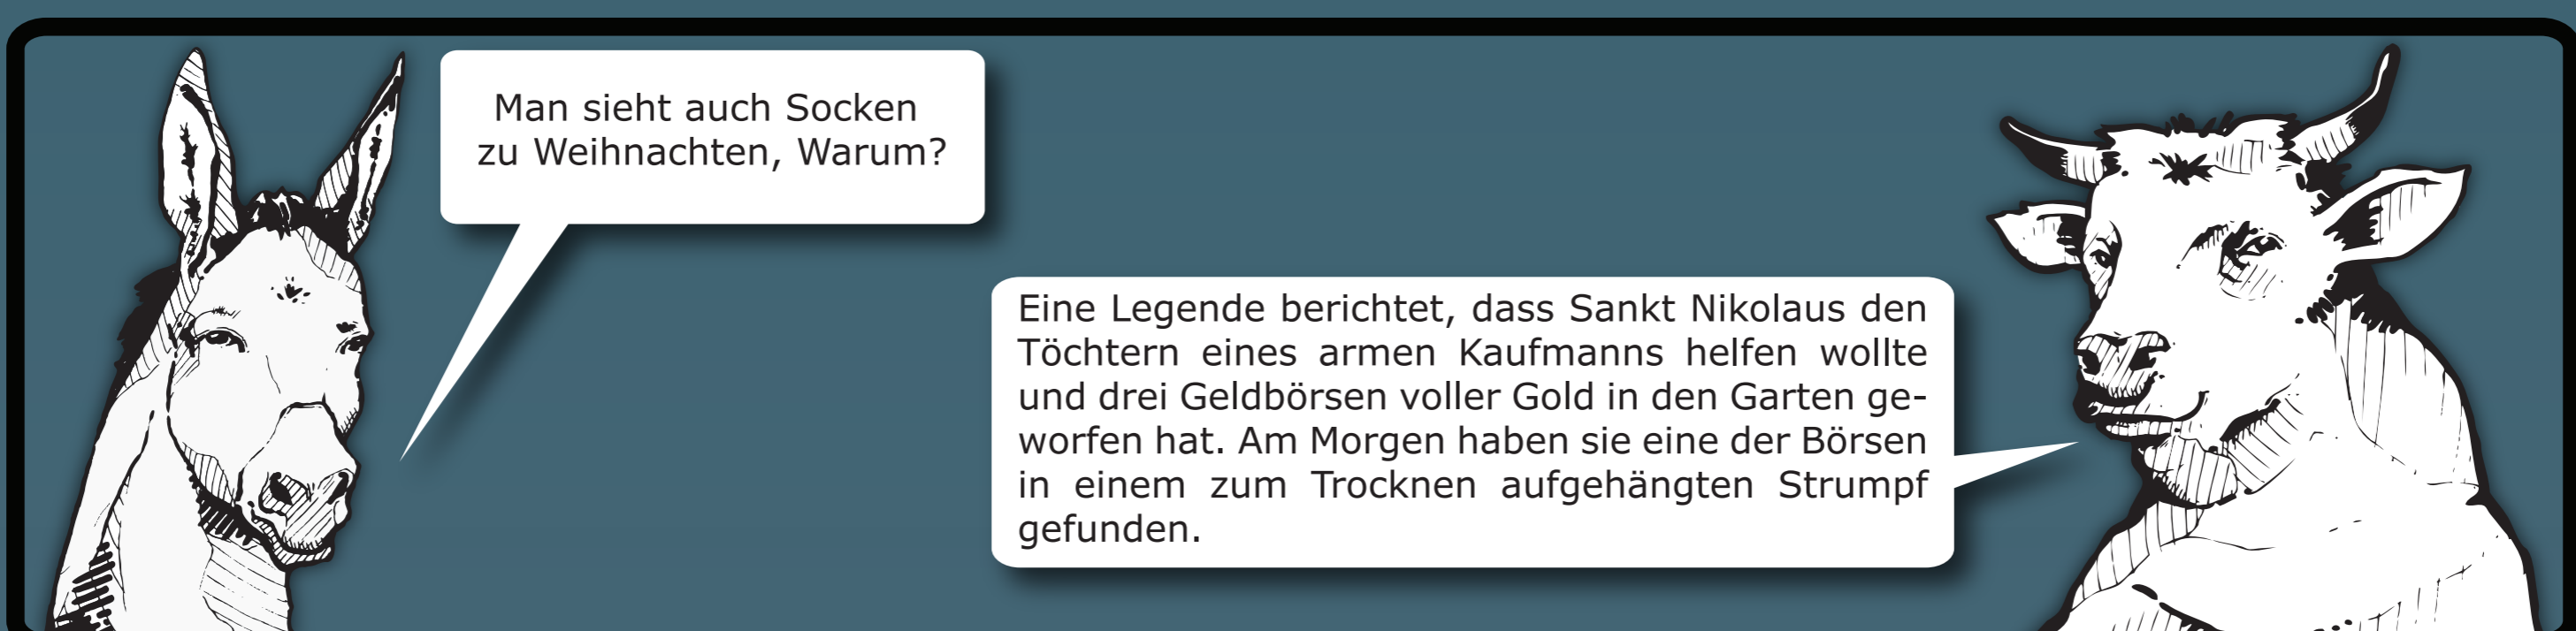 Man sieht auch Socken
zu Weihnachten, Warum?
Eine Legende berichtet, dass Sankt Nikolaus den
Töchtern eines armen Kaufmanns helfen wollte
und drei Geldbörsen voller Gold in den Garten ge-
worfen hat. Am Morgen haben sie eine der Börsen
in einem zum Trocknen aufgehängten Strumpf
gefunden.